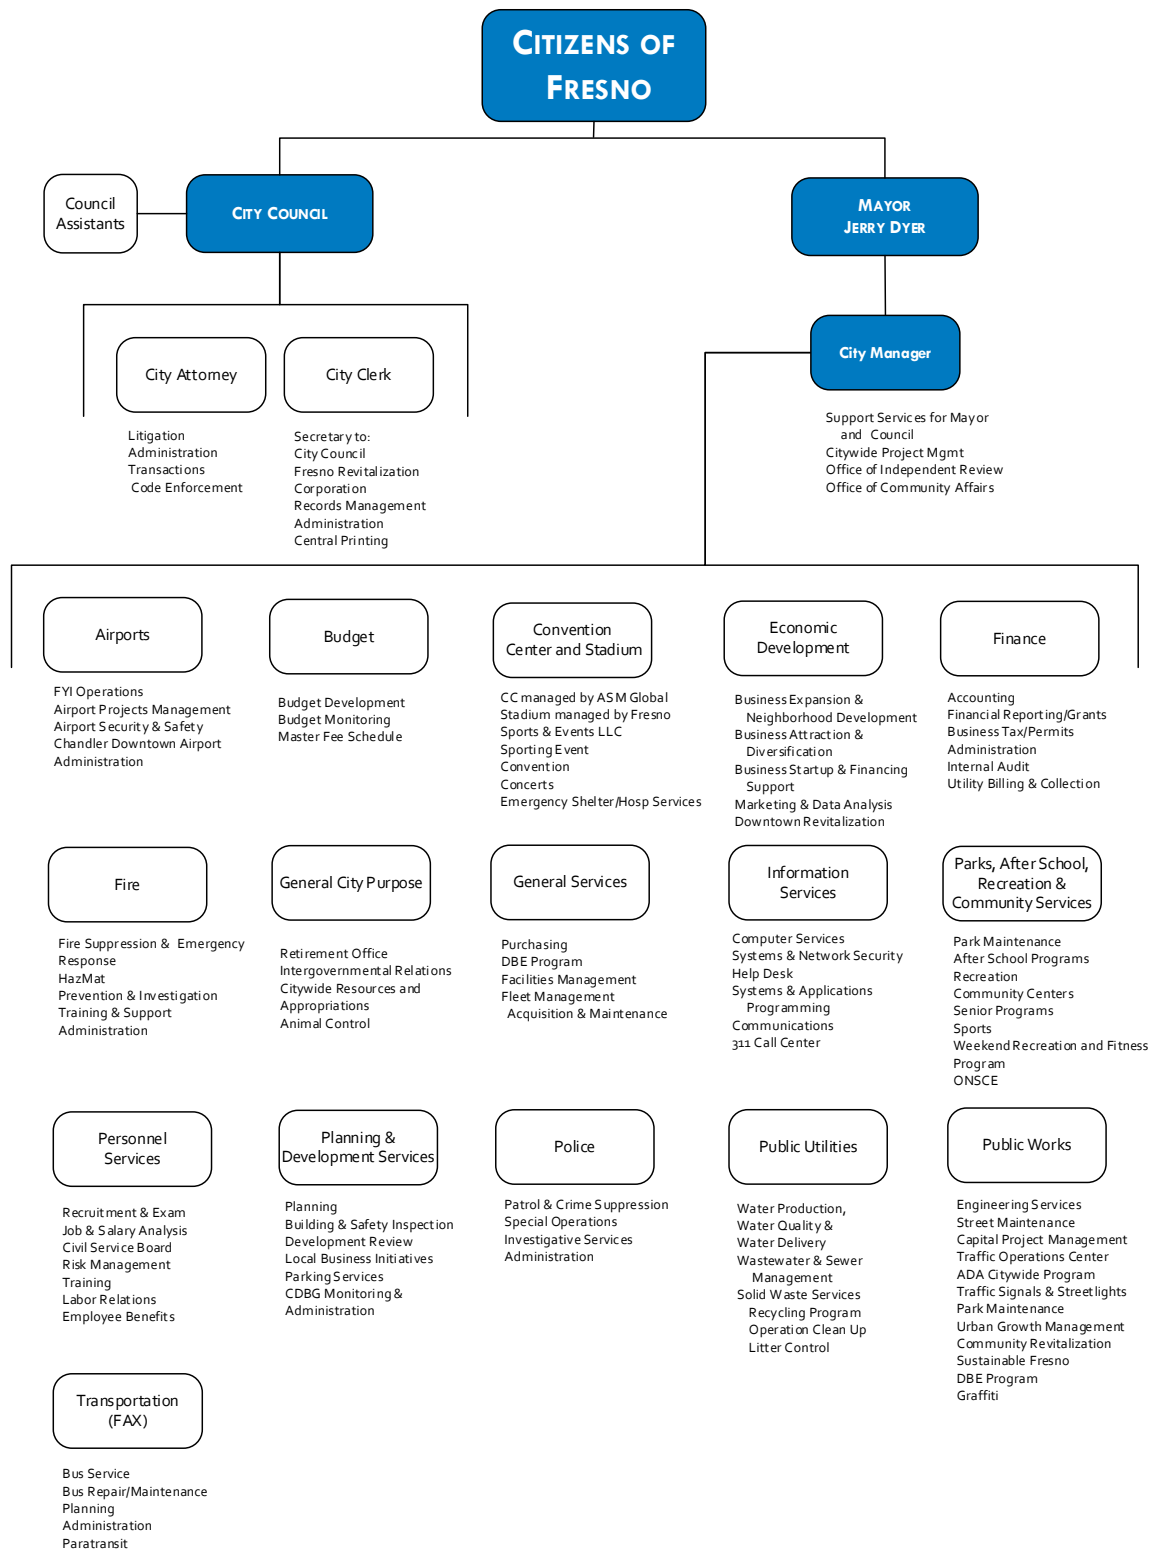 CITIZENS OF
FRESNO
Council
Assistants
CITY COUNCIL
MAYOR
JERRY DYER
City Manager
City Attorney
City Clerk
Litigation
Administration
Transactions
Code Enforcement
Secretary to:
City Council
Fresno Revitalization
Corporation
Records Management
Administration
Central Printing
Support Services for Mayor
and Council
Citywide Project Mgmt
Office of Independent Review
Office of Community Affairs
Airports
FYI Operations
Airport Projects Management
Airport Security & Safety
Chandler Downtown Airport
Administration
Budget
Budget Development
Budget Monitoring
Master Fee Schedule
Convention
Center and Stadium
CC managed by ASM Global
Stadium managed by Fresno
Sports & Events LLC
Sporting Event
Convention
Concerts
Emergency Shelter/Hosp Services
Economic
Development
Business Expansion &
Neighborhood Development
Business Attraction &
Diversification
Business Startup & Financing
Support
Marketing & Data Analysis
Downtown Revitalization
Finance
Accounting
Financial Reporting/Grants
Business Tax/Permits
Administration
Internal Audit
Utility Billing & Collection
Fire
Fire Suppression & Emergency
Response
HazMat
Prevention & Investigation
Training & Support
Administration
General City Purpose
Retirement Office
Intergovernmental Relations
Citywide Resources and
Appropriations
Animal Control
General Services
Purchasing
DBE Program
Facilities Management
Fleet Management
Acquisition & Maintenance
Information
Services
Computer Services
Systems & Network Security
Help Desk
Systems & Applications
Programming
Communications
311 Call Center
Parks, After School,
Recreation &
Community Services
Park Maintenance
After School Programs
Recreation
Community Centers
Senior Programs
Sports
Weekend Recreation and Fitness
Program
ONSCE
Personnel
Services
Recruitment & Exam
Job & Salary Analysis
Civil Service Board
Risk Management
Training
Labor Relations
Employee Benefits
Planning &
Development Services
Planning
Building & Safety Inspection
Development Review
Local Business Initiatives
Parking Services
CDBG Monitoring &
Administration
Police
Patrol & Crime Suppression
Special Operations
Investigative Services
Administration
Public Utilities
Water Production,
Water Quality &
Water Delivery
Wastewater & Sewer
Management
Solid Waste Services
Recycling Program
Operation Clean Up
Litter Control
Public Works
Engineering Services
Street Maintenance
Capital Project Management
Traffic Operations Center
ADA Citywide Program
Traffic Signals & Streetlights
Park Maintenance
Urban Growth Management
Community Revitalization
Sustainable Fresno
DBE Program
Graffiti
Transportation
(FAX)
Bus Service
Bus Repair/Maintenance
Planning
Administration
Paratransit